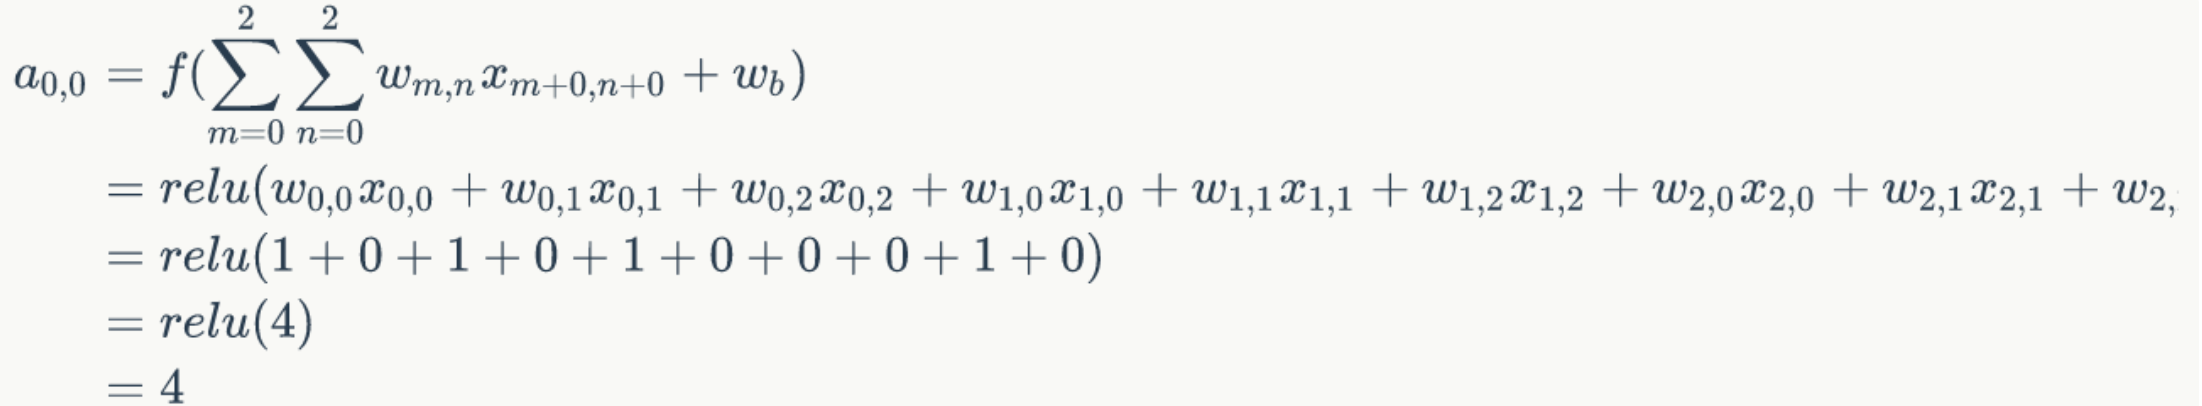 a_{0,0} = f(\sum_{m=0}^{2} \sum_{n=0}^{2} w_{m,n} x_{m+0,n+0} + w_b)
= relu(w_{0,0} x_{0,0} + w_{0,1} x_{0,1} + w_{0,2} x_{0,2} + w_{1,0} x_{1,0} + w_{1,1} x_{1,1} + w_{1,2} x_{1,2} + w_{2,0} x_{2,0} + w_{2,1} x_{2,1} + w_{2,
= relu(1 + 0 + 1 + 0 + 1 + 0 + 0 + 0 + 1 + 0)
= relu(4)
= 4